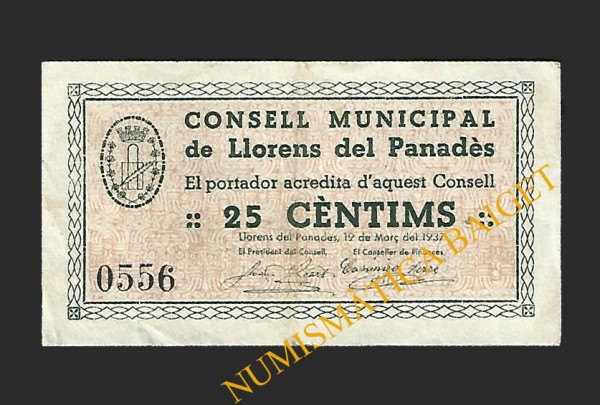 CONSELL MUNICIPAL
de Llorens del Panadès
El portador acredita d'aquest Consell
:: 25 CÈNTIMS ::
Llorens del Panadès, 19 de Març del 1937
El President del Consell, El Conseller de Finances,
0556
NUMISMATICA BAIGET